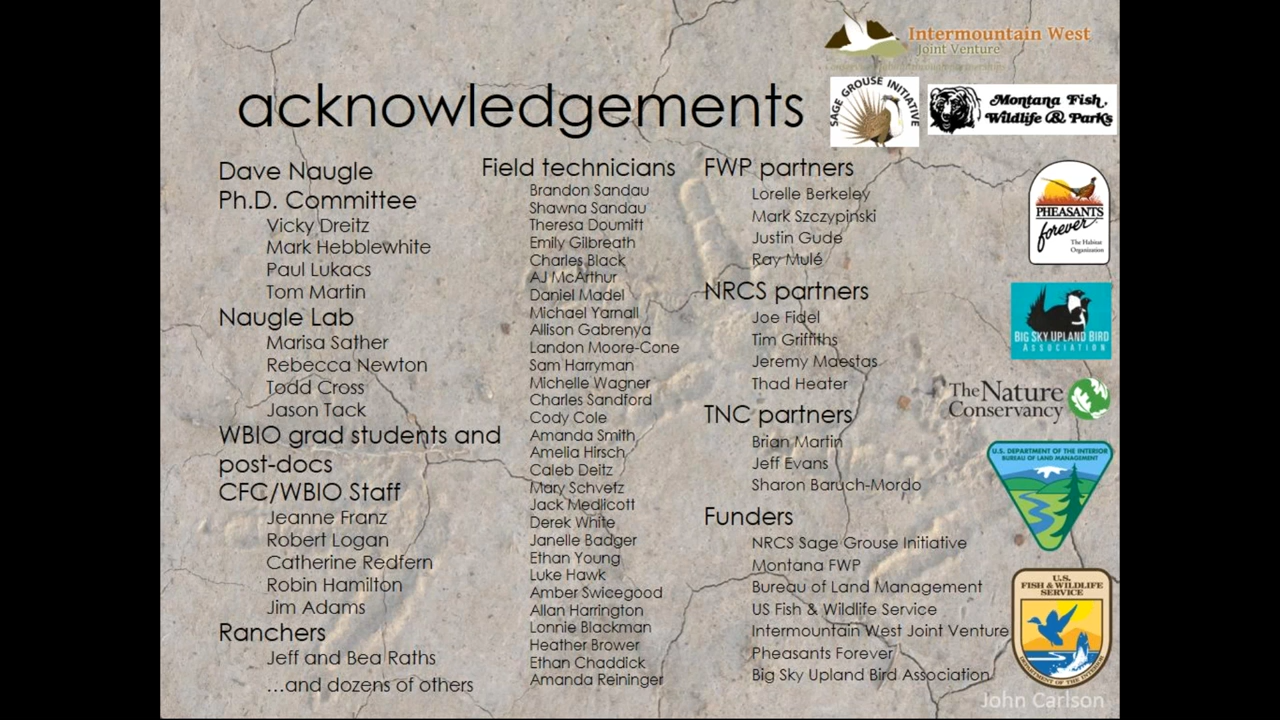 Intermountain West
Joint Venture
acknowledgements
SAGE GROUSE INITIATIVE
Montana Fish,
Wildlife & Parks
Dave Naugle
Ph.D. Committee
Vicky Dreitz
Mark Hebblewhite
Paul Lukacs
Tom Martin
Naugle Lab
Marisa Sather
Rebecca Newton
Todd Cross
Jason Tack
WBIO grad students and
post-docs
CFC/WBIO Staff
Jeanne Franz
Robert Logan
Catherine Redfern
Robin Hamilton
Jim Adams
Ranchers
Jeff and Bea Raths
...and dozens of others
Field technicians
Brandon Sandau
Shawna Sandau
Theresa Doumitt
Emily Gilbreath
Charles Black
AJ McArthur
Daniel Madel
Michael Yarnall
Allison Gabrenya
Landon Moore-Cone
Sam Harryman
Michelle Wagner
Charles Sandford
Cody Cole
Amanda Smith
Amelia Hirsch
Caleb Deitz
Mary Schvetz
Jack Medlicott
Derek White
Janelle Badger
Ethan Young
Luke Hawk
Amber Swicegood
Allan Harrington
Lonnie Blackman
Heather Brower
Ethan Chaddick
Amanda Reininger
FWP partners
Lorelle Berkeley
Mark Szczypinski
Justin Gude
Ray Mulé
NRCS partners
Joe Fidel
Tim Griffiths
Jeremy Maestas
Thad Heater
TNC partners
Brian Martin
Jeff Evans
Sharon Baruch-Mordo
Funders
NRCS Sage Grouse Initiative
Montana FWP
Bureau of Land Management
US Fish & Wildlife Service
Intermountain West Joint Venture
Pheasants Forever
Big Sky Upland Bird Association
PHEASANTS
forever
The Habitat
Organization
BIG SKY UPLAND BIRD
ASSOCIATION
The Nature
Conservancy
U.S. DEPARTMENT OF THE INTERIOR
BUREAU OF LAND MANAGEMENT
U.S.
FISH & WILDLIFE
SERVICE
DEPARTMENT OF THE INTERIOR
John Carlson